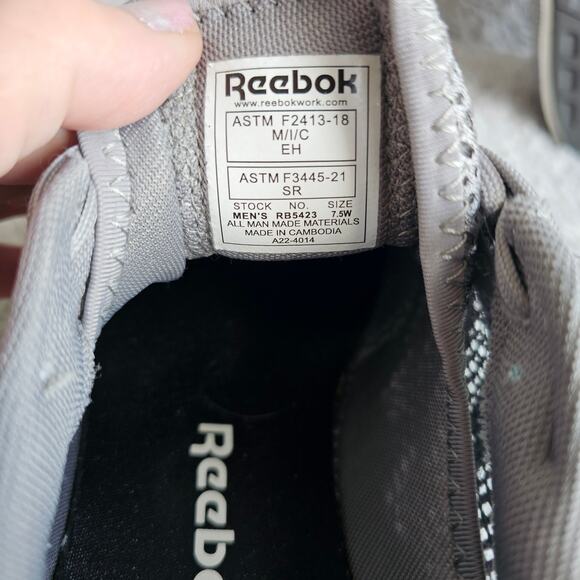 Reebok
www.reebokwork.com
ASTM F2413-18
M/I/C
EH
ASTM F3445-21
SR
STOCK NO. SIZE
MEN'S RB5423 7.5W
ALL MAN MADE MATERIALS
MADE IN CAMBODIA
A22-4014
Reebo